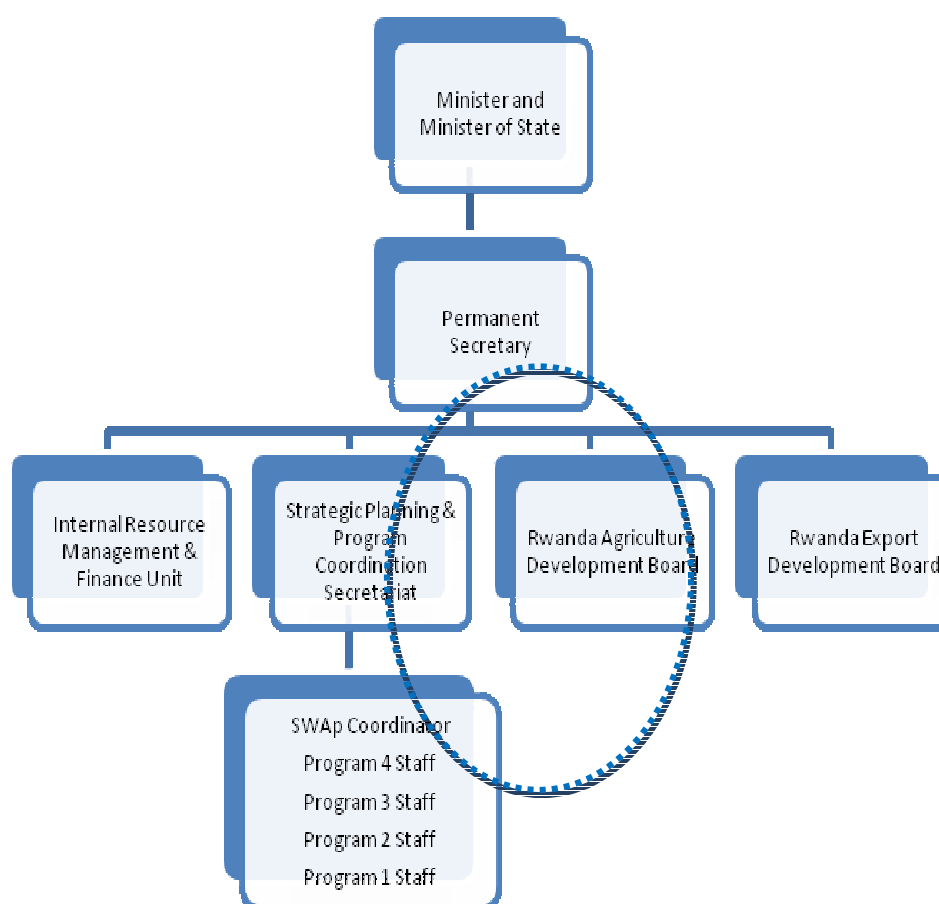 Minister and
Minister of State
Permanent
Secretary
Internal Resource
Management &
Finance Unit
Strategic Planning &
Program
Coordination
Secretariat
Rwanda Agriculture
Development Board
Rwanda Export
Development Board
SWAp Coordinator
Program 4 Staff
Program 3 Staff
Program 2 Staff
Program 1 Staff